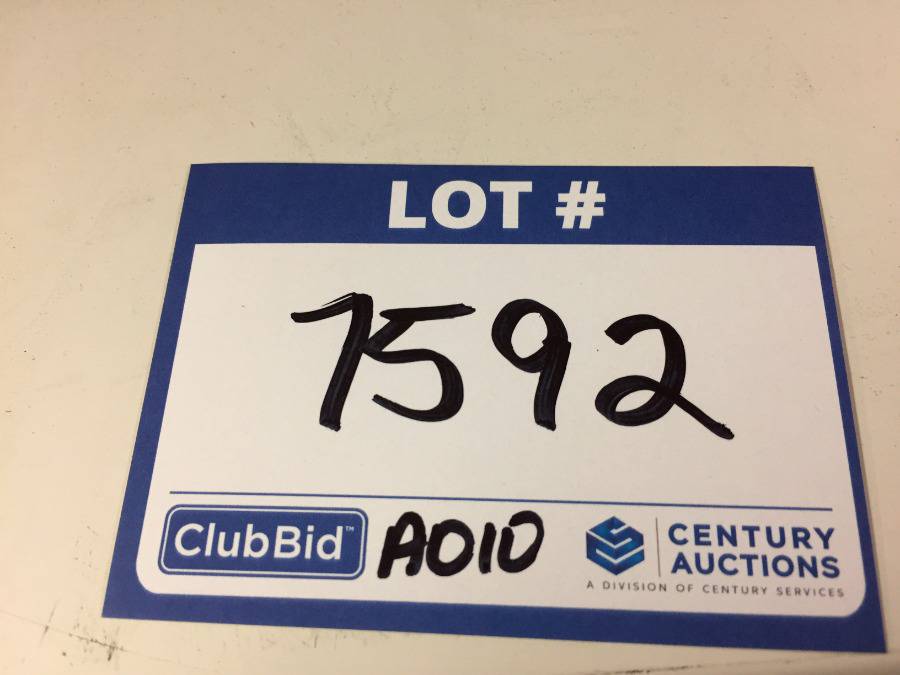 LOT #
7592
ClubBid™ A010 CENTURY
AUCTIONS
A DIVISION OF CENTURY SERVICES